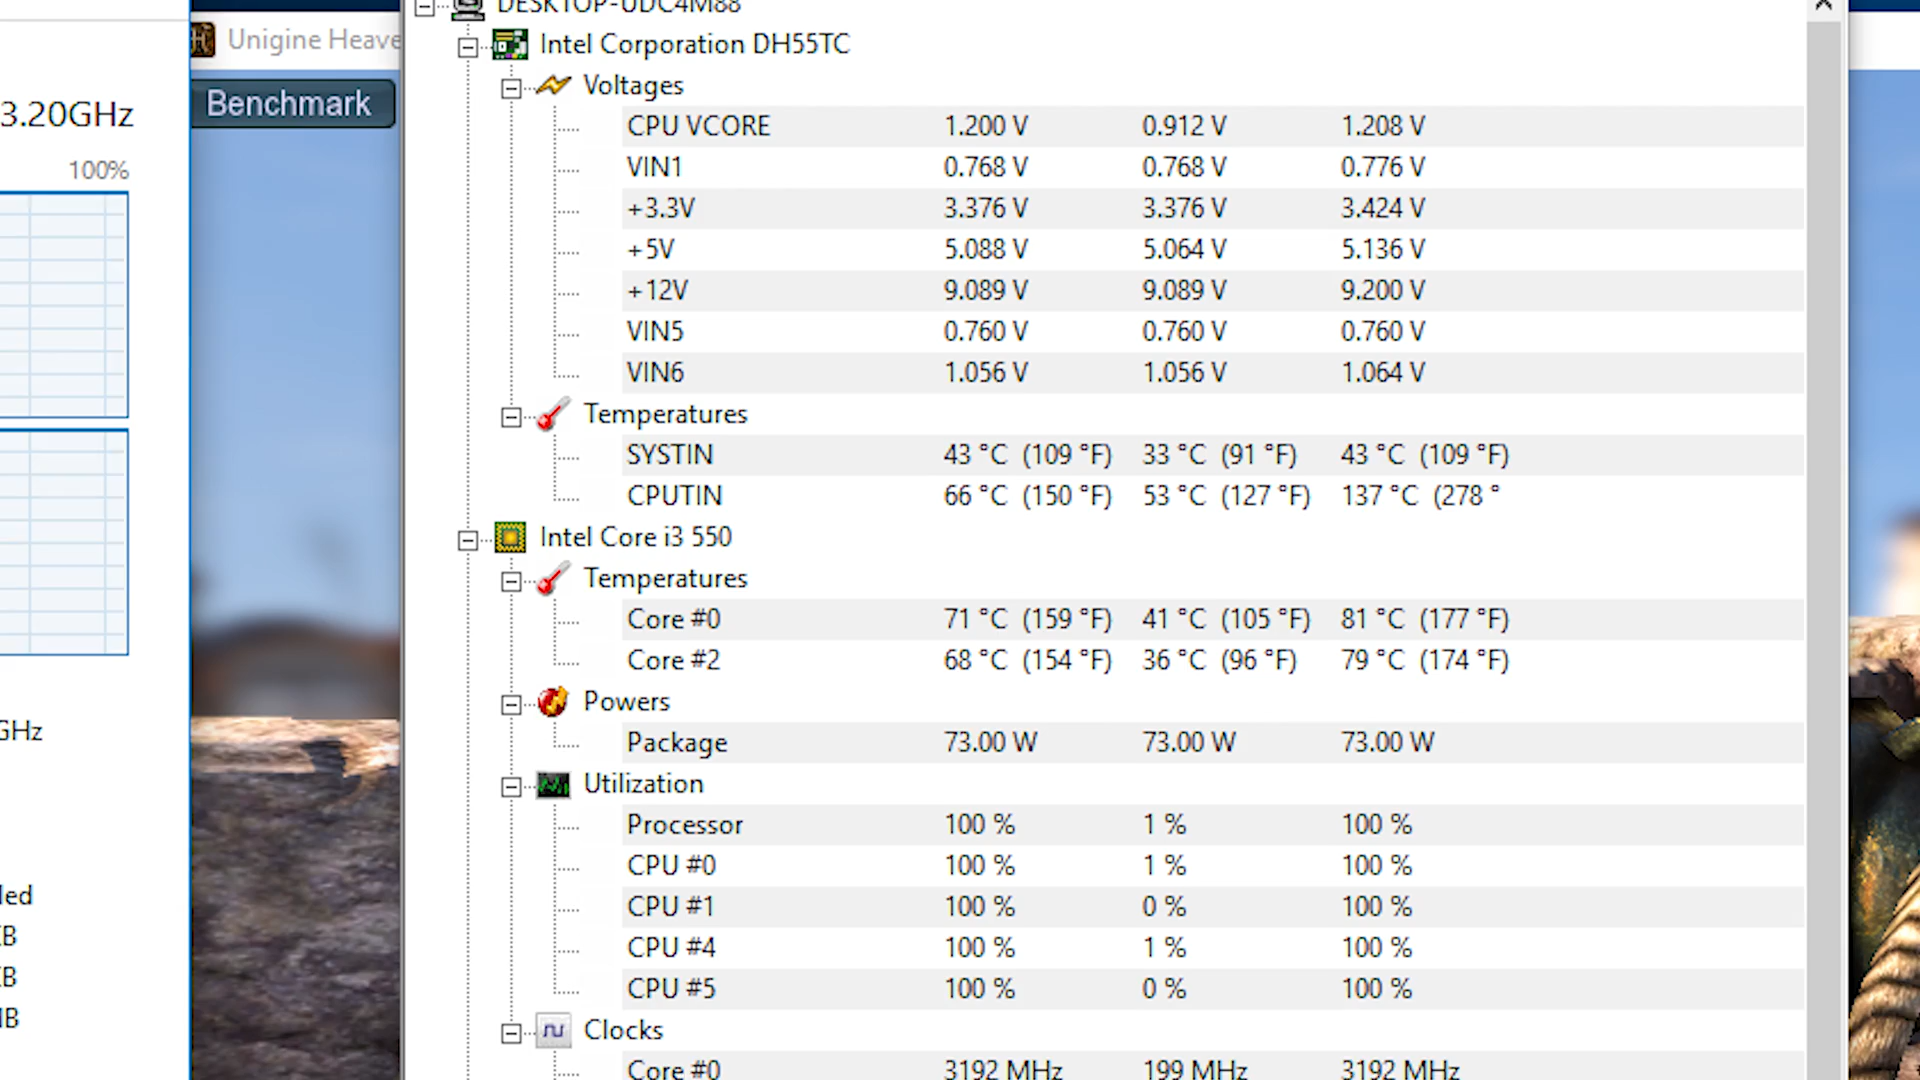 DESKTOP-UDC4M88
Unigine Heave
Intel Corporation DH55TC
Voltages
3.20GHz
Benchmark
CPU VCORE 1.200 V 0.912 V 1.208 V
100%
VIN1 0.768 V 0.768 V 0.776 V
+3.3V 3.376 V 3.376 V 3.424 V
+5V 5.088 V 5.064 V 5.136 V
+12V 9.089 V 9.089 V 9.200 V
VIN5 0.760 V 0.760 V 0.760 V
VIN6 1.056 V 1.056 V 1.064 V
Temperatures
SYSTIN 43 °C (109 °F) 33 °C (91 °F) 43 °C (109 °F)
CPUTIN 66 °C (150 °F) 53 °C (127 °F) 137 °C (278 °
Intel Core i3 550
Temperatures
Core #0 71 °C (159 °F) 41 °C (105 °F) 81 °C (177 °F)
Core #2 68 °C (154 °F) 36 °C (96 °F) 79 °C (174 °F)
Powers
GHz
Package 73.00 W 73.00 W 73.00 W
Utilization
Processor 100 % 1 % 100 %
CPU #0 100 % 1 % 100 %
led
CPU #1 100 % 0 % 100 %
KB
CPU #4 100 % 1 % 100 %
KB
CPU #5 100 % 0 % 100 %
MB
Clocks
Core #0 3192 MHz 199 MHz 3192 MHz